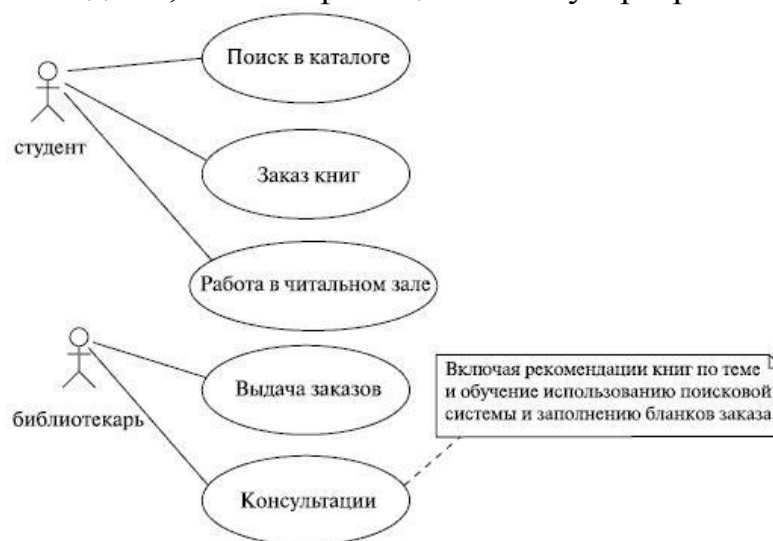 Поиск в каталоге
студент
Заказ книг
Работа в читальном зале
Выдача заказов
библиотекарь
Включая рекомендации книг по теме
и обучение использованию поисковой
системы и заполнению бланков заказа
Консультации